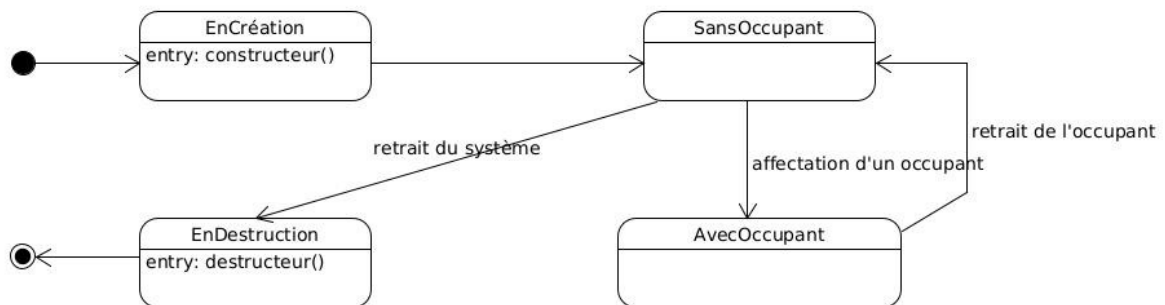 EnCréation
entry: constructeur()
SansOccupant
retrait du système
affectation d'un occupant
retrait de l'occupant
EnDestruction
entry: destructeur()
AvecOccupant